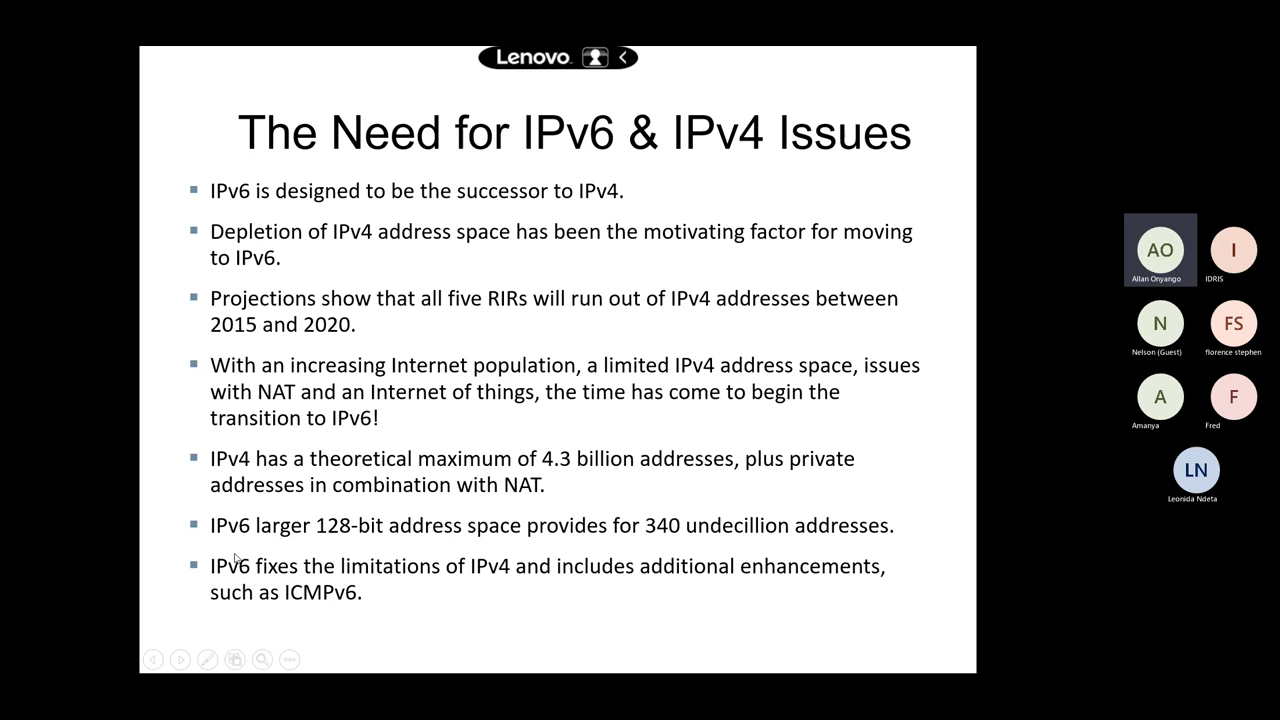 Lenovo
The Need for IPv6 & IPv4 Issues
IPv6 is designed to be the successor to IPv4.
Depletion of IPv4 address space has been the motivating factor for moving
to IPv6.
Projections show that all five RIRs will run out of IPv4 addresses between
2015 and 2020.
With an increasing Internet population, a limited IPv4 address space, issues
with NAT and an Internet of things, the time has come to begin the
transition to IPv6!
IPv4 has a theoretical maximum of 4.3 billion addresses, plus private
addresses in combination with NAT.
IPv6 larger 128-bit address space provides for 340 undecillion addresses.
IPv6 fixes the limitations of IPv4 and includes additional enhancements,
such as ICMPv6.
AO
I
Allan Onyango
IDRIS
N
FS
Nelson (Guest)
florence stephen
A
F
Amanya
Fred
LN
Leonida Ndeta